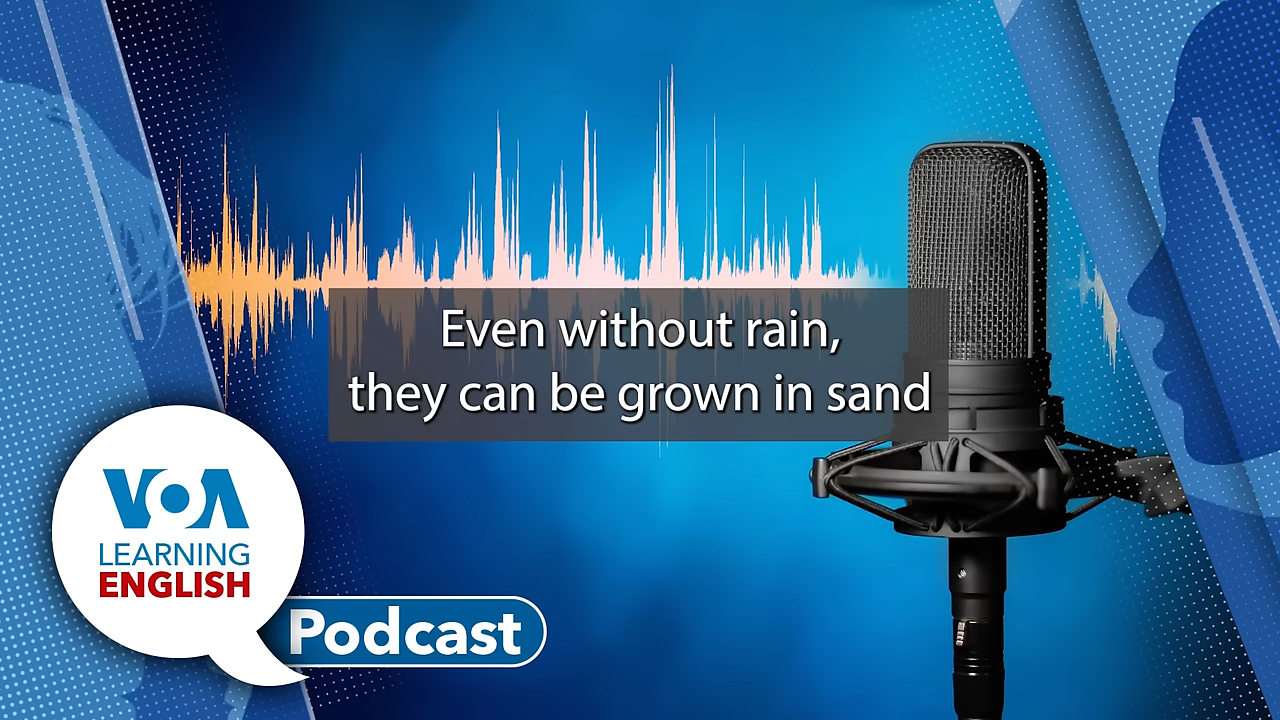 Even without rain,
they can be grown in sand
VOA
LEARNING
ENGLISH
Podcast